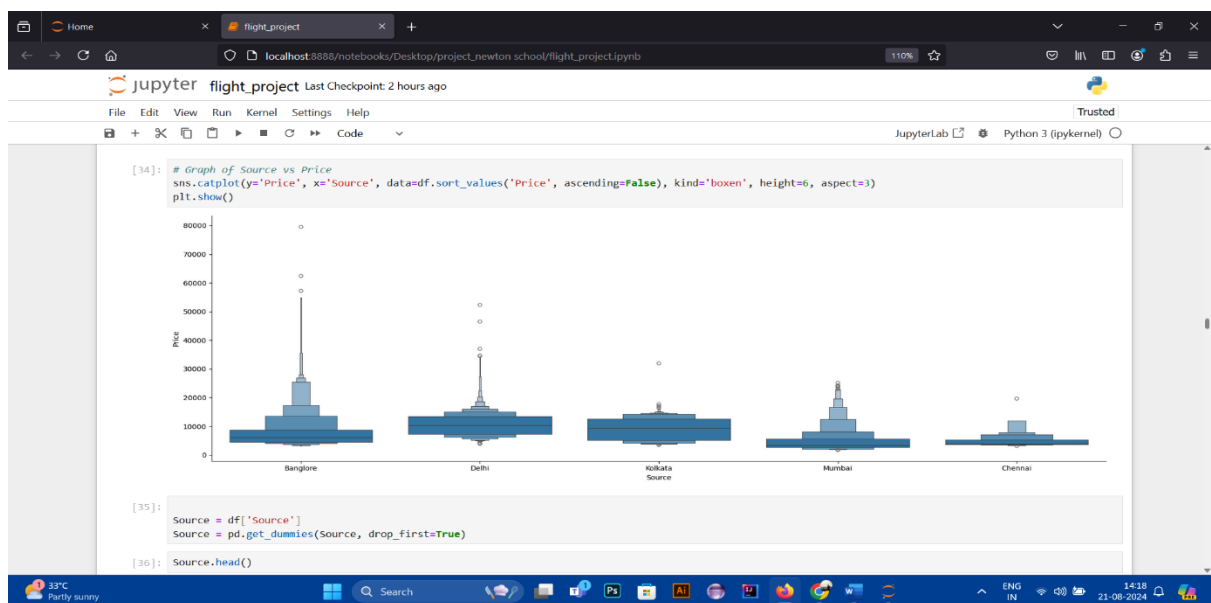 Home
flight_project
localhost:8888/notebooks/Desktop/project_newton school/flight_project.ipynb
110%
jupyter flight_project Last Checkpoint: 2 hours ago
File Edit View Run Kernel Settings Help
Trusted
Code
JupyterLab
Python 3 (ipykernel)
[34]: # Graph of Source vs Price
sns.catplot(y='Price', x='Source', data=df.sort_values('Price', ascending=False), kind='boxen', height=6, aspect=3)
plt.show()
80000
70000
60000
50000
40000
30000
20000
10000
0
Price
Banglore Delhi Kolkata Mumbai Chennai
Source
[35]:
Source = df['Source']
Source = pd.get_dummies(Source, drop_first=True)
[36]: Source.head()
1
33°C
Partly sunny
Search
Ps
Ai
ENG
IN
14:18
21-08-2024